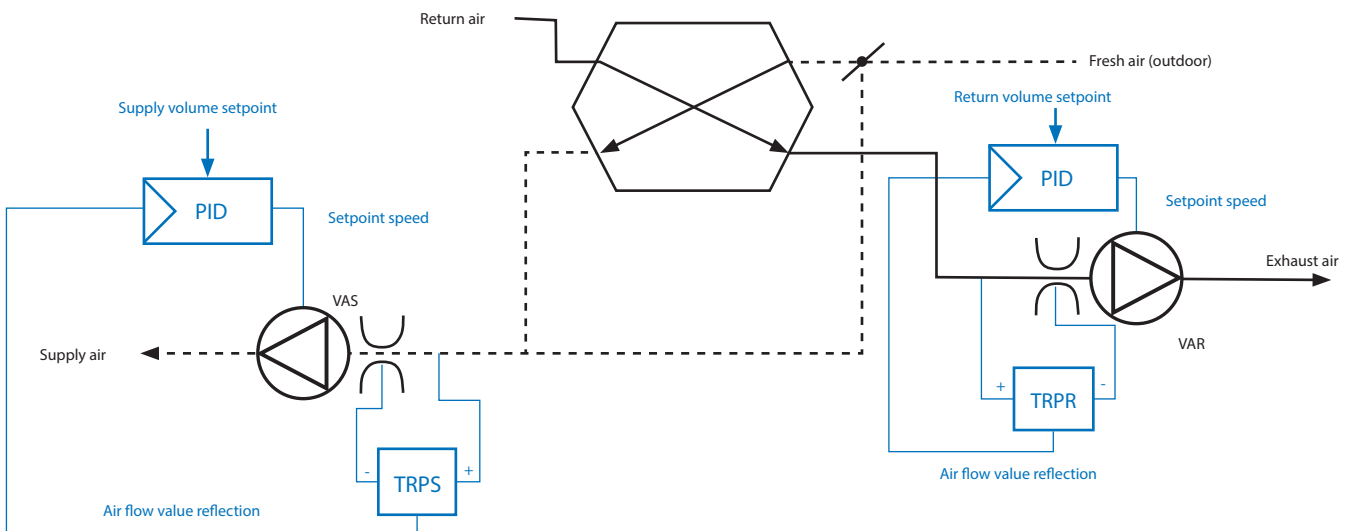 Return air
Fresh air (outdoor)
Supply volume setpoint
Return volume setpoint
PID
PID
Setpoint speed
Setpoint speed
Exhaust air
VAS
VAR
Supply air
+
-
TRPR
-
+
TRPS
Air flow value reflection
Air flow value reflection